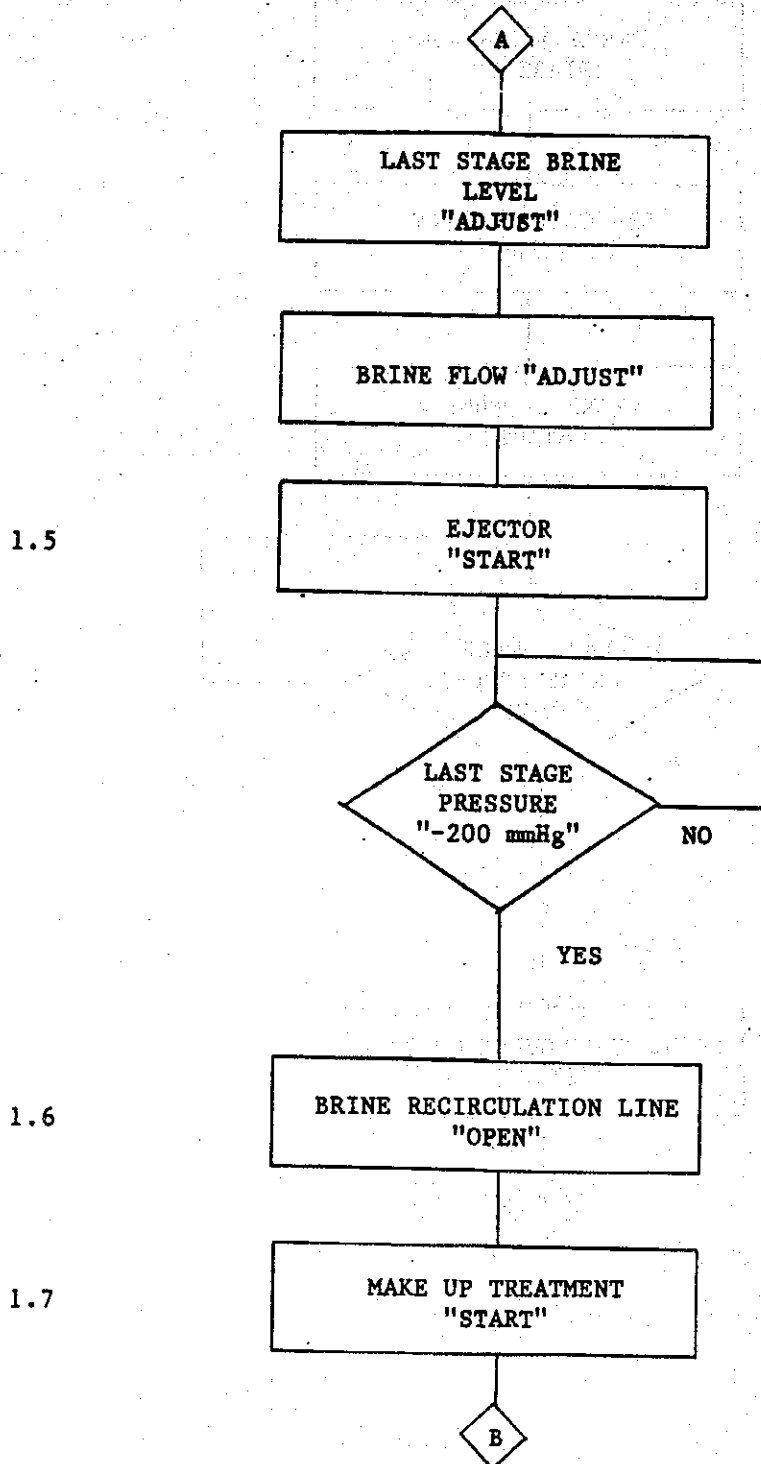 A
LAST STAGE BRINE
LEVEL
"ADJUST"
BRINE FLOW "ADJUST"
1.5
EJECTOR
"START"
LAST STAGE
PRESSURE
"-200 mmHg"
NO
YES
1.6
BRINE RECIRCULATION LINE
"OPEN"
1.7
MAKE UP TREATMENT
"START"
B